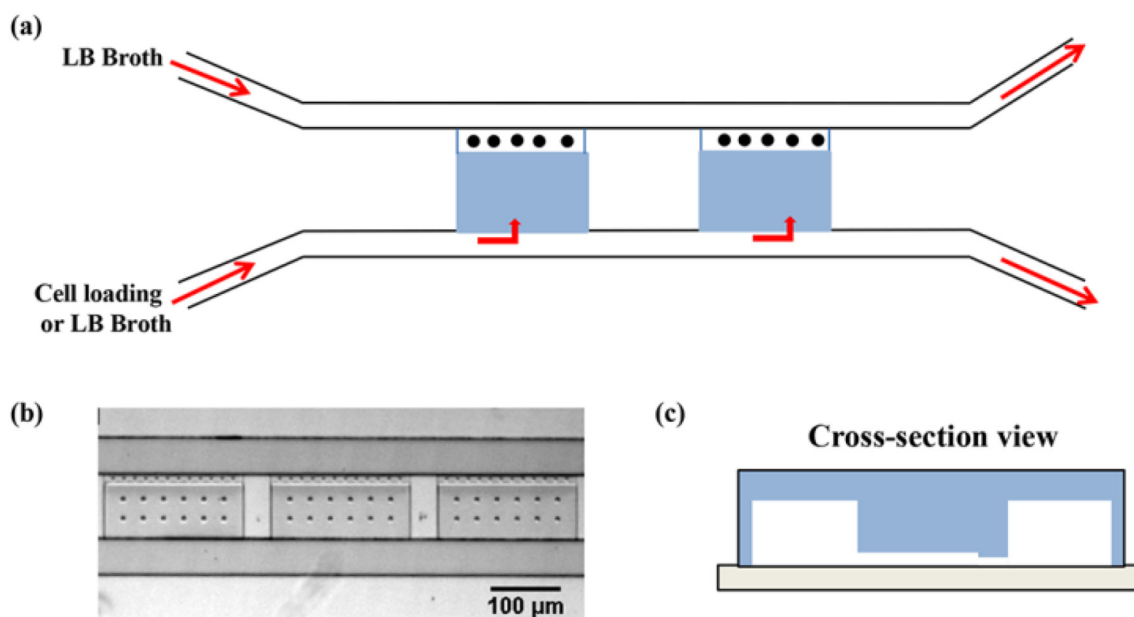 (a)
LB Broth
Cell loading
or LB Broth
(b)
100 µm
(c)
Cross-section view